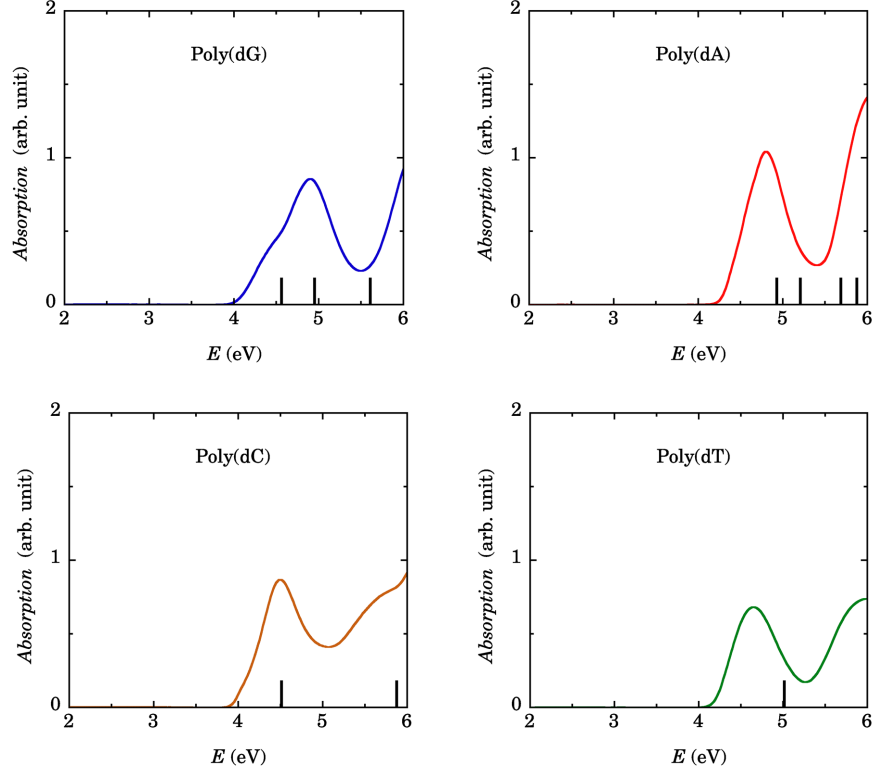 2
Poly(dG)
1
0
2
3
4
5
6
E (eV)
Absorption (arb. unit)
2
Poly(dA)
1
0
2
3
4
5
6
E (eV)
Absorption (arb. unit)
2
Poly(dC)
1
0
2
3
4
5
6
E (eV)
Absorption (arb. unit)
2
Poly(dT)
1
0
2
3
4
5
6
E (eV)
Absorption (arb. unit)